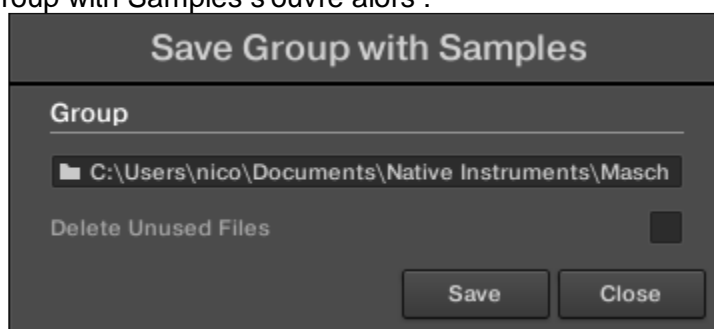 roup with Samples s'ouvre alors :
Save Group with Samples
Group
C:\Users\nico\Documents\Native Instruments\Masch
Delete Unused Files
Save Close